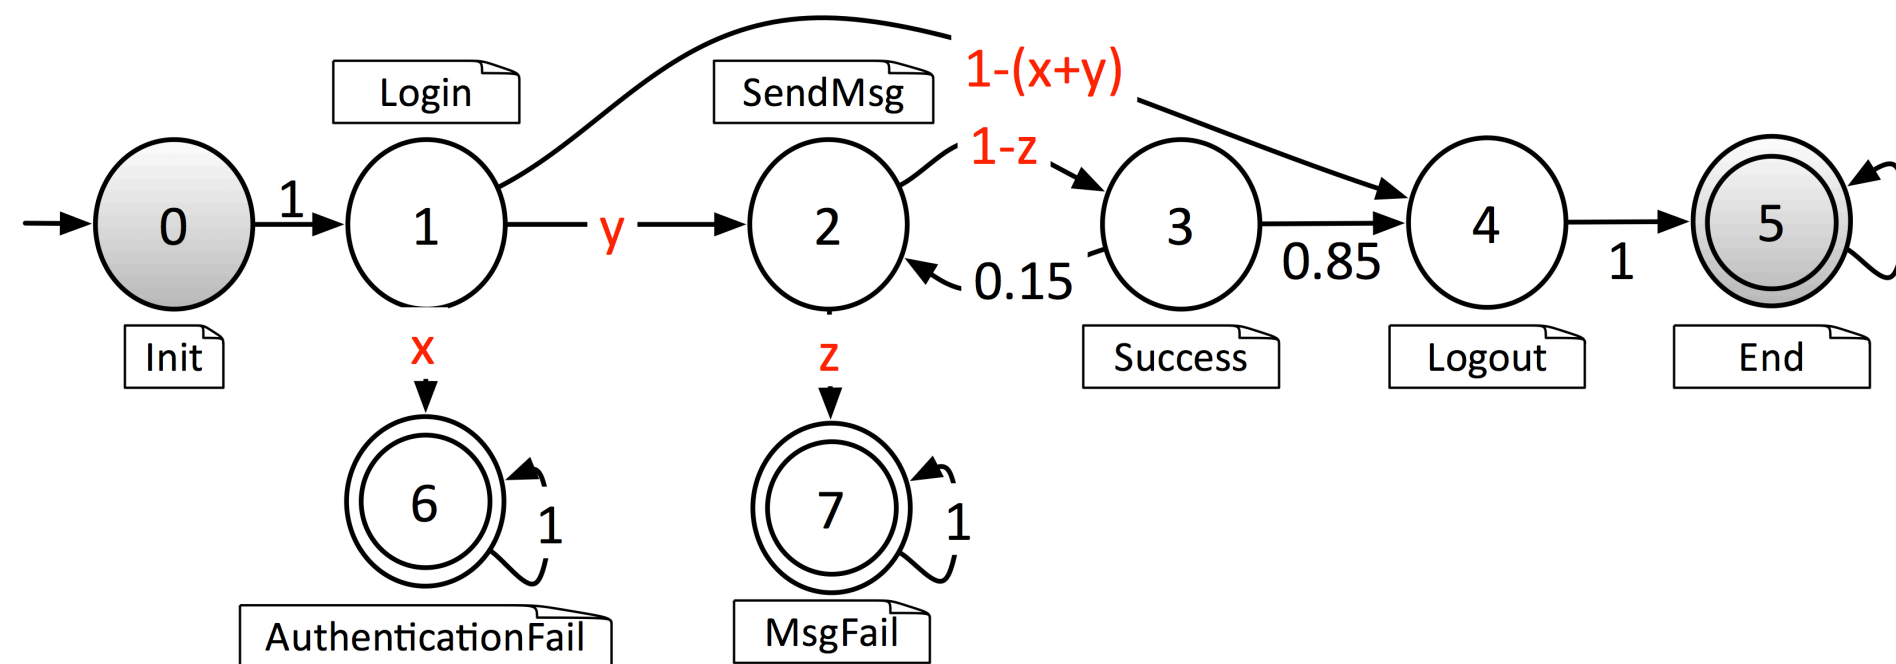 1-(x+y)
Login
SendMsg
1-z
0
1
1
y
2
3
4
5
0.15
0.85
1
Init
x
z
Success
Logout
End
6
1
7
1
AuthenticationFail
MsgFail